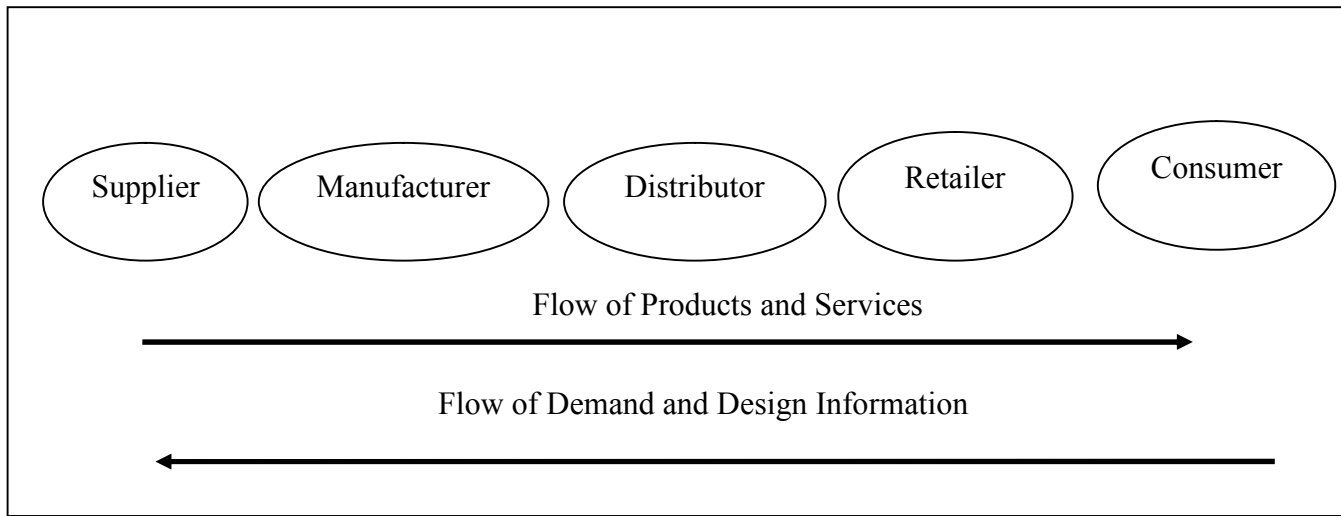 Supplier
Manufacturer
Distributor
Retailer
Consumer
Flow of Products and Services
Flow of Demand and Design Information